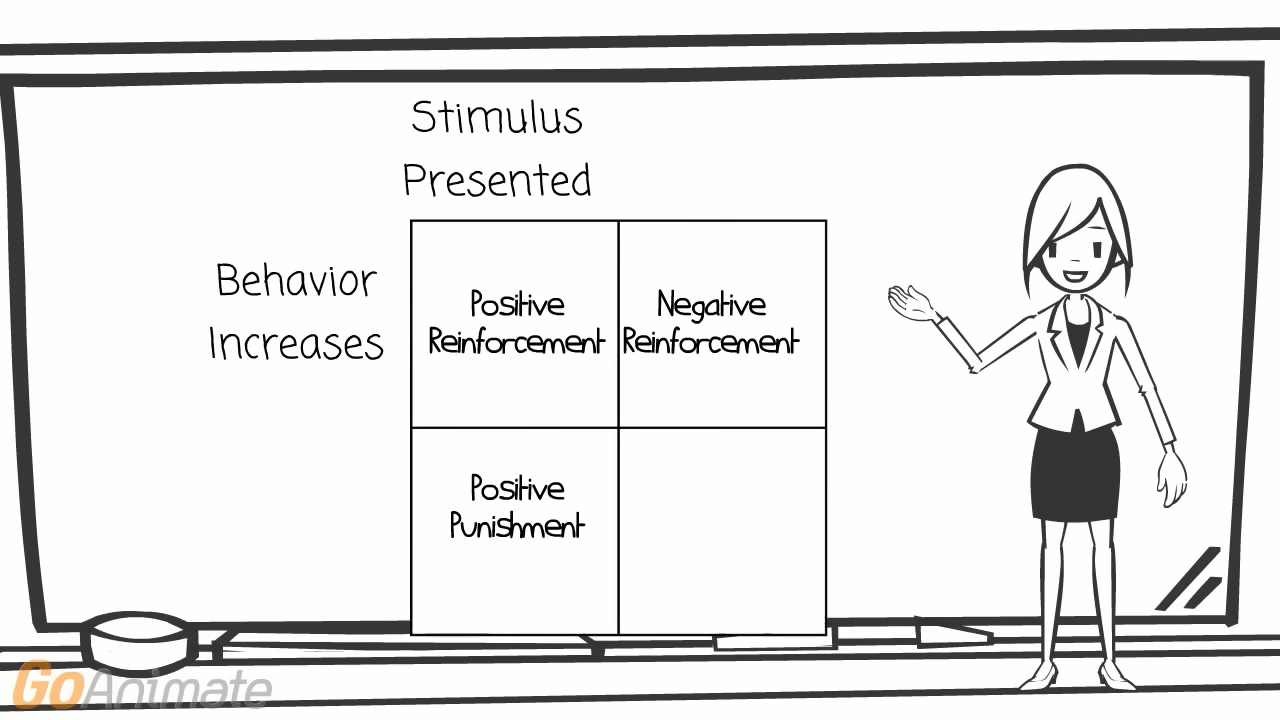 Stimulus
Presented
Behavior
Increases
Positive
Reinforcement
Negative
Reinforcement
Positive
Punishment
GoAnimate